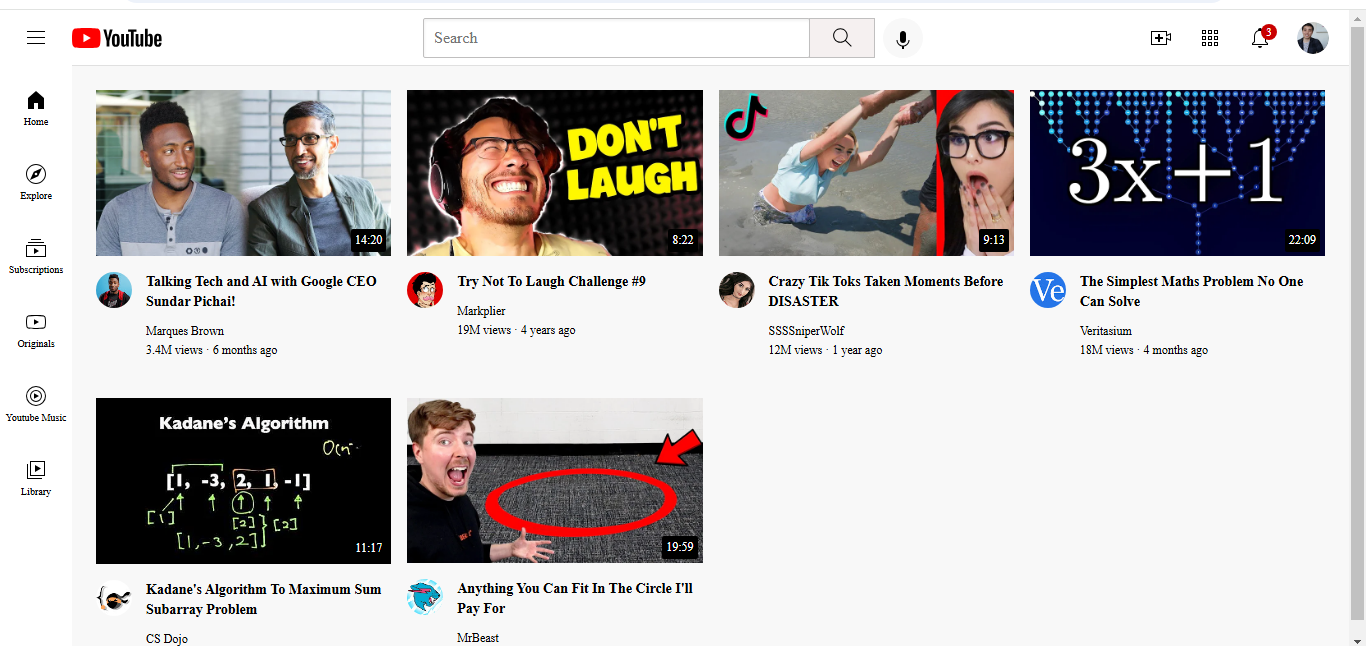 YouTube
Search
3
Home
Explore
Subscriptions
Originals
Youtube Music
Library
14:20
Talking Tech and AI with Google CEO
Sundar Pichai!
Marques Brown
3.4M views · 6 months ago
DON'T
LAUGH
8:22
Try Not To Laugh Challenge #9
Markplier
19M views · 4 years ago
9:13
Crazy Tik Toks Taken Moments Before
DISASTER
SSSSniperWolf
12M views · 1 year ago
3x+1
22:09
Ve
The Simplest Maths Problem No One
Can Solve
Veritasium
18M views · 4 months ago
Kadane's Algorithm
[1, -3, 2, 1, -1]
[1]
[2]
[2]
[1,-3,2]
11:17
Kadane's Algorithm To Maximum Sum
Subarray Problem
CS Dojo
19:59
Anything You Can Fit In The Circle I'll
Pay For
MrBeast